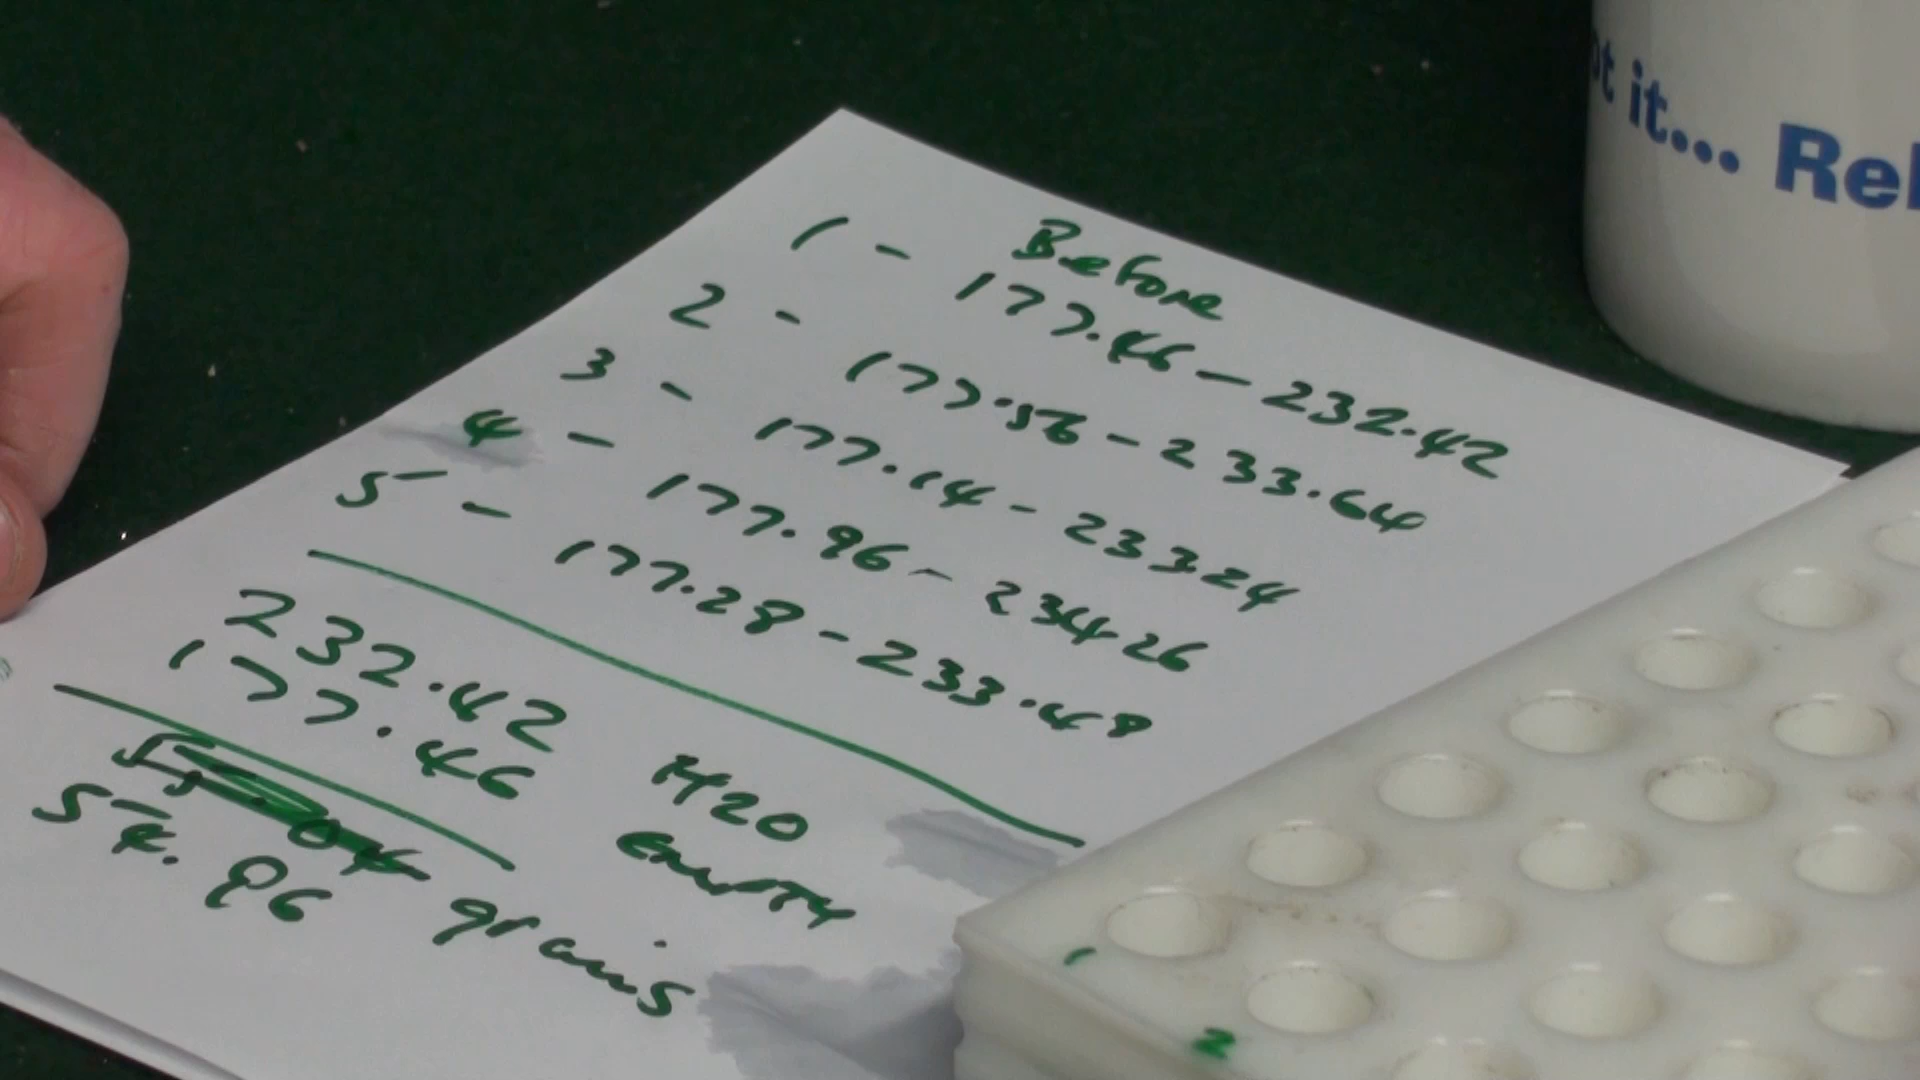 Before
1 - 177.46 - 232.42
2 - 177.56 - 233.64
3 - 177.14 - 233.24
4 - 177.96 - 234.26
5 - 177.28 - 233.48
232.42 H2O
177.46 empty
54.96 grains
it... Rel
1
2